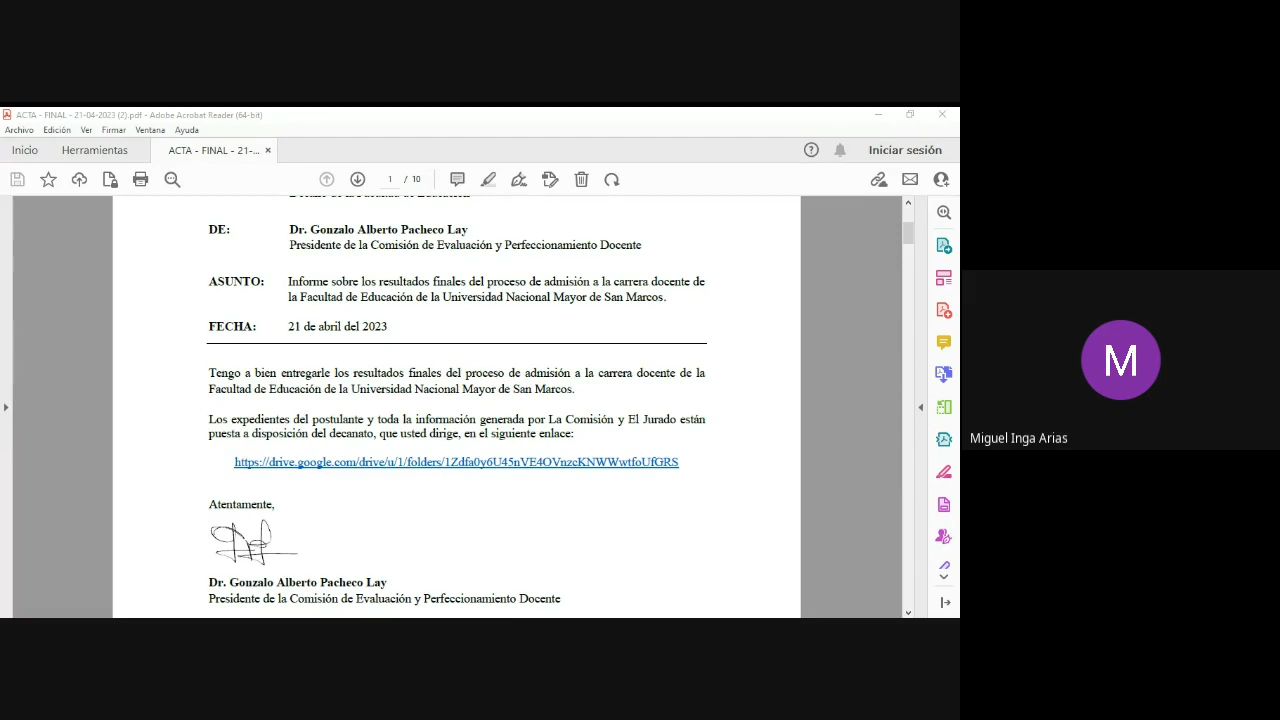 ACTA - FINAL - 21-04-2023 (2).pdf - Adobe Acrobat Reader (64-bit)
Archivo Edición Ver Firmar Ventana Ayuda
Inicio Herramientas ACTA - FINAL - 21-... × Iniciar sesión
1 / 10
Decano de la Facultad de Educación
DE: Dr. Gonzalo Alberto Pacheco Lay
Presidente de la Comisión de Evaluación y Perfeccionamiento Docente
ASUNTO: Informe sobre los resultados finales del proceso de admisión a la carrera docente de
la Facultad de Educación de la Universidad Nacional Mayor de San Marcos.
FECHA: 21 de abril del 2023
Tengo a bien entregarle los resultados finales del proceso de admisión a la carrera docente de la
Facultad de Educación de la Universidad Nacional Mayor de San Marcos.
Los expedientes del postulante y toda la información generada por La Comisión y El Jurado están
puesta a disposición del decanato, que usted dirige, en el siguiente enlace:
https://drive.google.com/drive/u/1/folders/1Zdfa0y6U45nVE4OVnzcKNWWwtfoUfGRS
Atentamente,
Dr. Gonzalo Alberto Pacheco Lay
Presidente de la Comisión de Evaluación y Perfeccionamiento Docente
M
Miguel Inga Arias